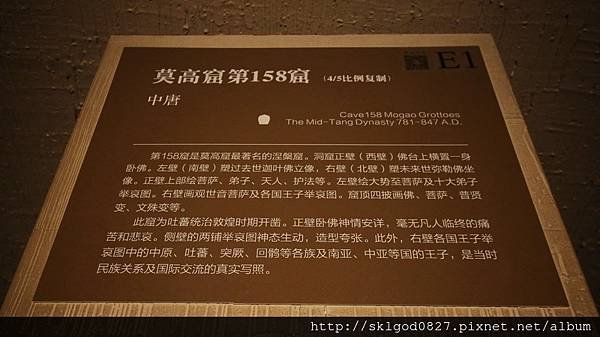 E1
莫高窟第158窟 (4/5比例复制)
中唐
Cave158 Mogao Grottoes
The Mid-Tang Dynasty 781-847 A.D.
第158窟是莫高窟最著名的涅槃窟。洞窟正壁（西壁）佛台上横置一身
卧佛。左壁（南壁）塑过去世迦叶佛立像，右壁（北壁）塑未来世弥勒佛坐
像。正壁上部绘菩萨、弟子、天人、护法等。左壁绘大势至菩萨及十大弟子
举哀图。右壁画观世音菩萨及各国王子举哀图。窟顶四披画佛、菩萨、普贤
变、文殊变等。
此窟为吐蕃统治敦煌时期开凿。正壁卧佛神情安详，毫无凡人临终的痛
苦和悲哀。侧壁的两铺举哀图神态生动，造型夸张。此外，右壁各国王子举
哀图中的中原、吐蕃、突厥、回鹘等各族及南亚、中亚等国的王子，是当时
民族关系及国际交流的真实写照。
http://sklgod0827.pixnet.net/album